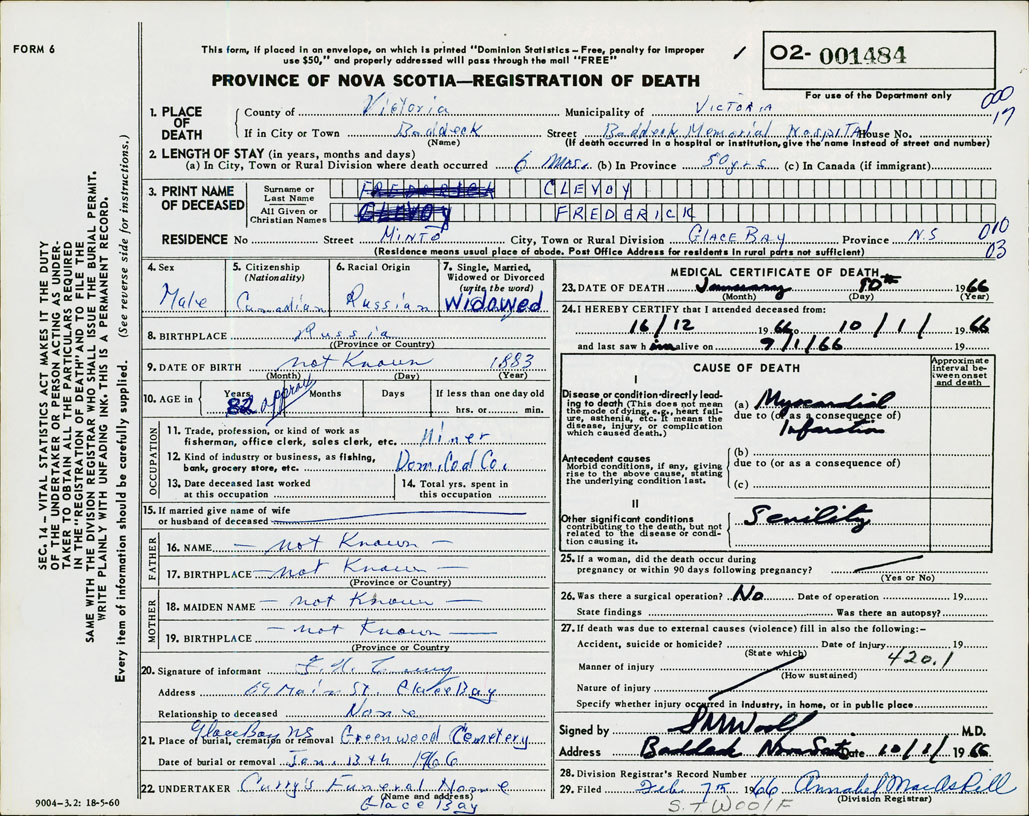 FORM 6
This form, if placed in an envelope, on which is printed "Dominion Statistics – Free, penalty for improper
use $50," and properly addressed will pass through the mail "FREE"
PROVINCE OF NOVA SCOTIA—REGISTRATION OF DEATH
O2- 001484
For use of the Department only
000
17
1. PLACE OF DEATH
County of Victoria Municipality of VICTORIA
If in City or Town Baddeck Street Baddeck Memorial Hospital House No.
(Name) (If death occurred in a hospital or institution, give the name instead of street and number)
2. LENGTH OF STAY (in years, months and days)
(a) In City, Town or Rural Division where death occurred 6 Mos. (b) In Province 50 yrs (c) In Canada (if immigrant)
3. PRINT NAME OF DECEASED
Surname or Last Name FREDERICK CLEVOY
All Given or Christian Names CLEVOY FREDERICK
RESIDENCE No Street MINTO City, Town or Rural Division GLACE BAY Province N.S
010
03
(Residence means usual place of abode. Post Office Address for residents in rural parts not sufficient)
4. Sex Male
5. Citizenship (Nationality) Canadian
6. Racial Origin Russian
7. Single, Married, Widowed or Divorced (write the word) Widowed
8. BIRTHPLACE Russia
(Province or Country)
9. DATE OF BIRTH not Known 1883
(Month) (Day) (Year)
10. AGE in Years 82 approx Months Days If less than one day old hrs. or min.
OCCUPATION
11. Trade, profession, or kind of work as fisherman, office clerk, sales clerk, etc. Miner
12. Kind of industry or business, as fishing, bank, grocery store, etc. Dom. Coal Co.
13. Date deceased last worked at this occupation
14. Total yrs. spent in this occupation
15. If married give name of wife or husband of deceased
FATHER
16. NAME — not Known —
17. BIRTHPLACE — not Known —
(Province or Country)
MOTHER
18. MAIDEN NAME — not Known —
19. BIRTHPLACE — not Known —
(Province or Country)
20. Signature of informant
Address 69 Main St. Glace Bay
Relationship to deceased None
21. Place of burial, cremation or removal Glace Bay NS Greenwood Cemetery
Date of burial or removal Jan. 13th 1966
22. UNDERTAKER Curry's Funeral Home
(Name and address)
Glace Bay
9004-3.2: 18-5-60
MEDICAL CERTIFICATE OF DEATH
23. DATE OF DEATH January 10th 1966
(Month) (Day) (Year)
24. I HEREBY CERTIFY that I attended deceased from:
16/12 1966 to 10/1/ 1966
and last saw him alive on 9/1/66 19
CAUSE OF DEATH
Approximate interval between onset and death
I
Disease or condition directly leading to death (This does not mean the mode of dying, e.g., heart failure, asthenia, etc. It means the disease, injury, or complication which caused death.)
(a) Myocardial
due to (or as a consequence of)
Infarction
Antecedent causes
Morbid conditions, if any, giving rise to the above cause, stating the underlying condition last.
(b)
due to (or as a consequence of)
(c)
II
Other significant conditions contributing to the death, but not related to the disease or condition causing it.
Senility
25. If a woman, did the death occur during pregnancy or within 90 days following pregnancy?
(Yes or No)
26. Was there a surgical operation? No Date of operation 19
State findings Was there an autopsy?
27. If death was due to external causes (violence) fill in also the following:–
Accident, suicide or homicide? Date of injury 19
(State which) 420.1
Manner of injury
(How sustained)
Nature of injury
Specify whether injury occurred in industry, in home, or in public place
Signed by M.D.
Address Baddeck Nova Scotia Date 10/1/ 1966
28. Division Registrar's Record Number
29. Filed Feb. 7th 1966 Annabel MacAskill
(Division Registrar)
S.T WOOLF
SEC. 14 – VITAL STATISTICS ACT MAKES IT THE DUTY
OF THE UNDERTAKER OR PERSON ACTING AS UNDER-
TAKER TO OBTAIN ALL THE PARTICULARS REQUIRED
IN THE "REGISTRATION OF DEATH" AND TO FILE THE
SAME WITH THE DIVISION REGISTRAR WHO SHALL ISSUE THE BURIAL PERMIT.
WRITE PLAINLY WITH UNFADING INK. THIS IS A PERMANENT RECORD.
Every item of information should be carefully supplied. (See reverse side for instructions.)